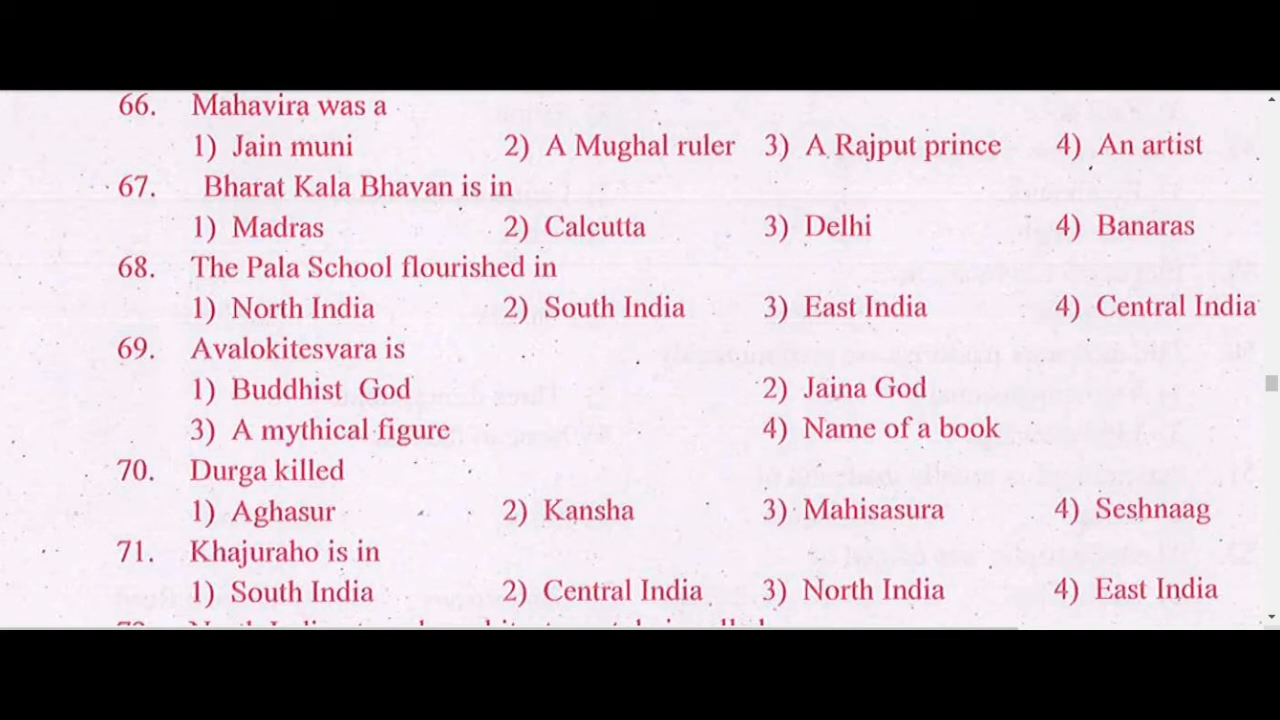 66. Mahavira was a
1) Jain muni 2) A Mughal ruler 3) A Rajput prince 4) An artist
67. Bharat Kala Bhavan is in
1) Madras 2) Calcutta 3) Delhi 4) Banaras
68. The Pala School flourished in
1) North India 2) South India 3) East India 4) Central India
69. Avalokitesvara is
1) Buddhist God 2) Jaina God
3) A mythical figure 4) Name of a book
70. Durga killed
1) Aghasur 2) Kansha 3) Mahisasura 4) Seshnaag
71. Khajuraho is in
1) South India 2) Central India 3) North India 4) East India